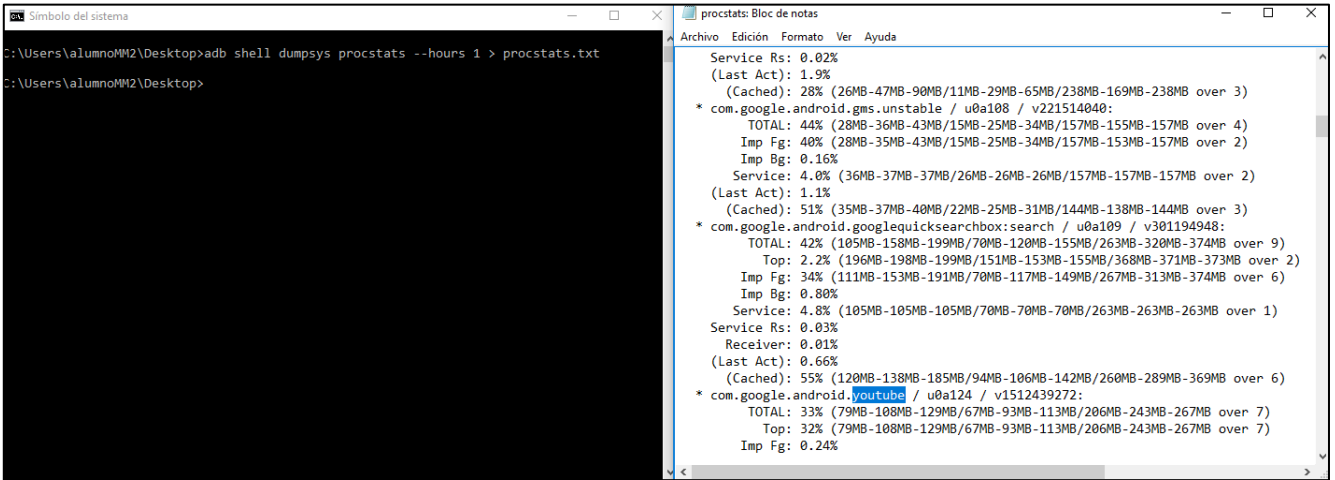 Símbolo del sistema
C:\Users\alumnoMM2\Desktop>adb shell dumpsys procstats --hours 1 > procstats.txt
C:\Users\alumnoMM2\Desktop>
procstats: Bloc de notas
Archivo Edición Formato Ver Ayuda
Service Rs: 0.02%
(Last Act): 1.9%
(Cached): 28% (26MB-47MB-90MB/11MB-29MB-65MB/238MB-169MB-238MB over 3)
* com.google.android.gms.unstable / u0a108 / v221514040:
TOTAL: 44% (28MB-36MB-43MB/15MB-25MB-34MB/157MB-155MB-157MB over 4)
Imp Fg: 40% (28MB-35MB-43MB/15MB-25MB-34MB/157MB-153MB-157MB over 2)
Imp Bg: 0.16%
Service: 4.0% (36MB-37MB-37MB/26MB-26MB-26MB/157MB-157MB-157MB over 2)
(Last Act): 1.1%
(Cached): 51% (35MB-37MB-40MB/22MB-25MB-31MB/144MB-138MB-144MB over 3)
* com.google.android.googlequicksearchbox:search / u0a109 / v301194948:
TOTAL: 42% (105MB-158MB-199MB/70MB-120MB-155MB/263MB-320MB-374MB over 9)
Top: 2.2% (196MB-198MB-199MB/151MB-153MB-155MB/368MB-371MB-373MB over 2)
Imp Fg: 34% (111MB-153MB-191MB/70MB-117MB-149MB/267MB-313MB-374MB over 6)
Imp Bg: 0.80%
Service: 4.8% (105MB-105MB-105MB/70MB-70MB-70MB/263MB-263MB-263MB over 1)
Service Rs: 0.03%
Receiver: 0.01%
(Last Act): 0.66%
(Cached): 55% (120MB-138MB-185MB/94MB-106MB-142MB/260MB-289MB-369MB over 6)
* com.google.android.youtube / u0a124 / v1512439272:
TOTAL: 33% (79MB-108MB-129MB/67MB-93MB-113MB/206MB-243MB-267MB over 7)
Top: 32% (79MB-108MB-129MB/67MB-93MB-113MB/206MB-243MB-267MB over 7)
Imp Fg: 0.24%